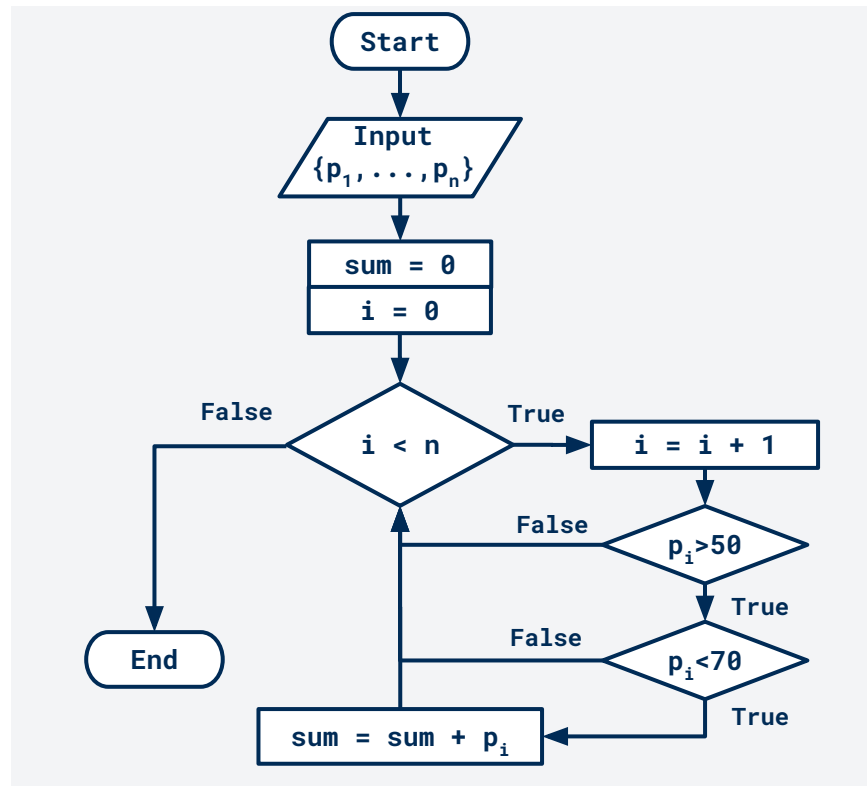 Start
Input
{p₁,...,pₙ}
sum = 0
i = 0
False
True
i < n
i = i + 1
False
pᵢ>50
True
False
pᵢ<70
End
True
sum = sum + pᵢ